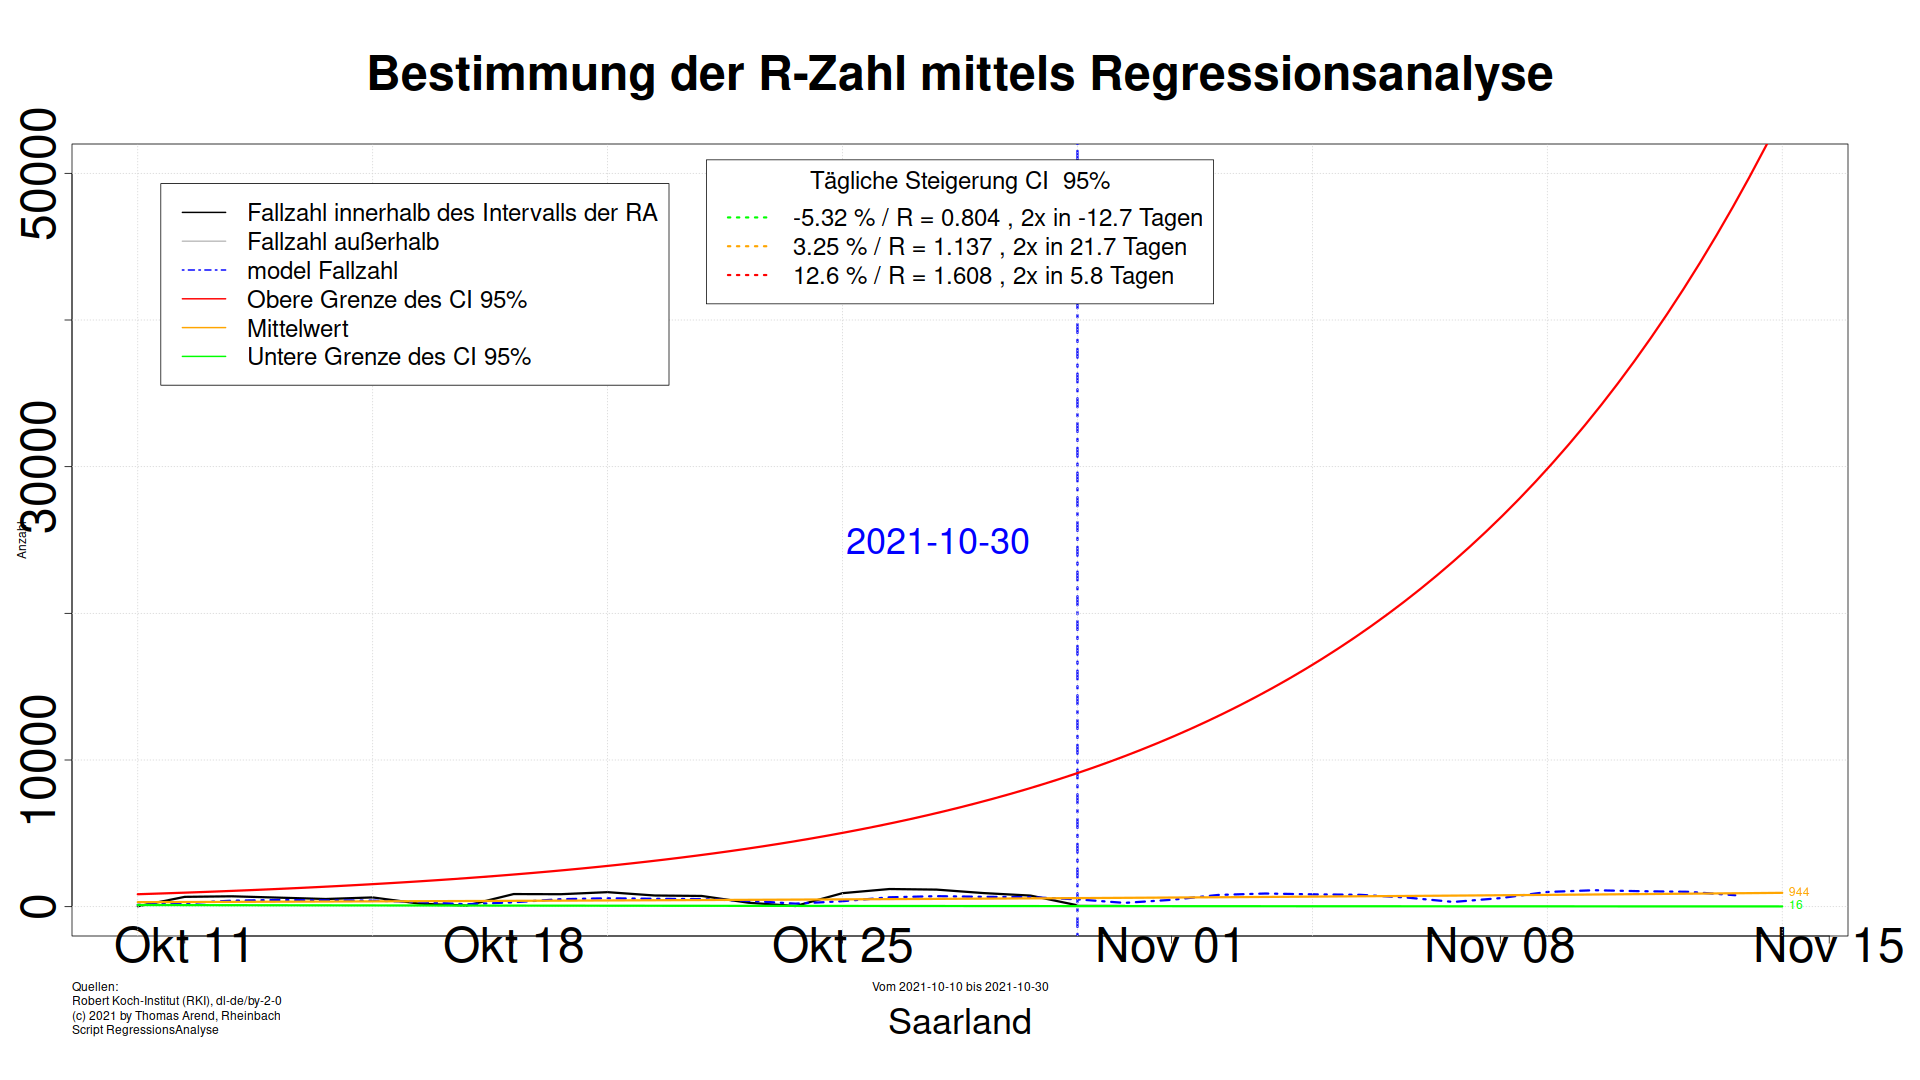 Bestimmung der R-Zahl mittels Regressionsanalyse
50000
30000
10000
0
Anzahl
Fallzahl innerhalb des Intervalls der RA
Fallzahl außerhalb
model Fallzahl
Obere Grenze des CI 95%
Mittelwert
Untere Grenze des CI 95%
Tägliche Steigerung CI  95%
-5.32 % / R = 0.804 , 2x in -12.7 Tagen
3.25 % / R = 1.137 , 2x in 21.7 Tagen
12.6 % / R = 1.608 , 2x in 5.8 Tagen
2021-10-30
944
16
Okt 11
Okt 18
Okt 25
Nov 01
Nov 08
Nov 15
Quellen:
Robert Koch-Institut (RKI), dl-de/by-2-0
(c) 2021 by Thomas Arend, Rheinbach
Script RegressionsAnalyse
Vom 2021-10-10 bis 2021-10-30
Saarland